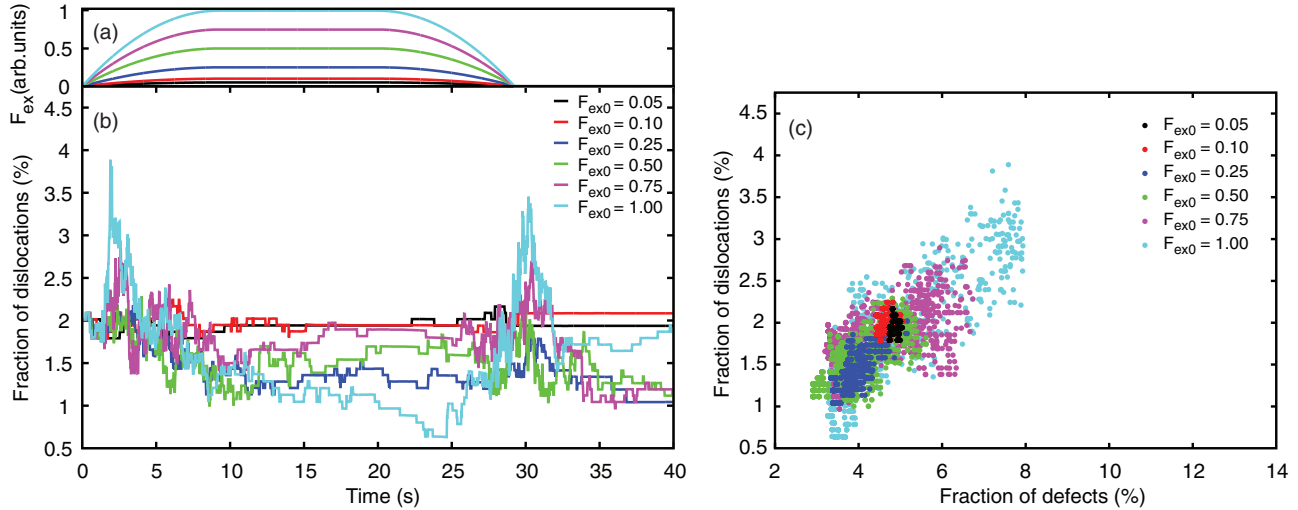 (a)
1
0.5
0
F_ex(arb.units)
(b)
4.5
4
3.5
3
2.5
2
1.5
1
0.5
Fraction of dislocations (%)
F_ex0 = 0.05
F_ex0 = 0.10
F_ex0 = 0.25
F_ex0 = 0.50
F_ex0 = 0.75
F_ex0 = 1.00
0 5 10 15 20 25 30 35 40
Time (s)
(c)
4.5
4
3.5
3
2.5
2
1.5
1
0.5
Fraction of dislocations (%)
F_ex0 = 0.05
F_ex0 = 0.10
F_ex0 = 0.25
F_ex0 = 0.50
F_ex0 = 0.75
F_ex0 = 1.00
2 4 6 8 10 12 14
Fraction of defects (%)